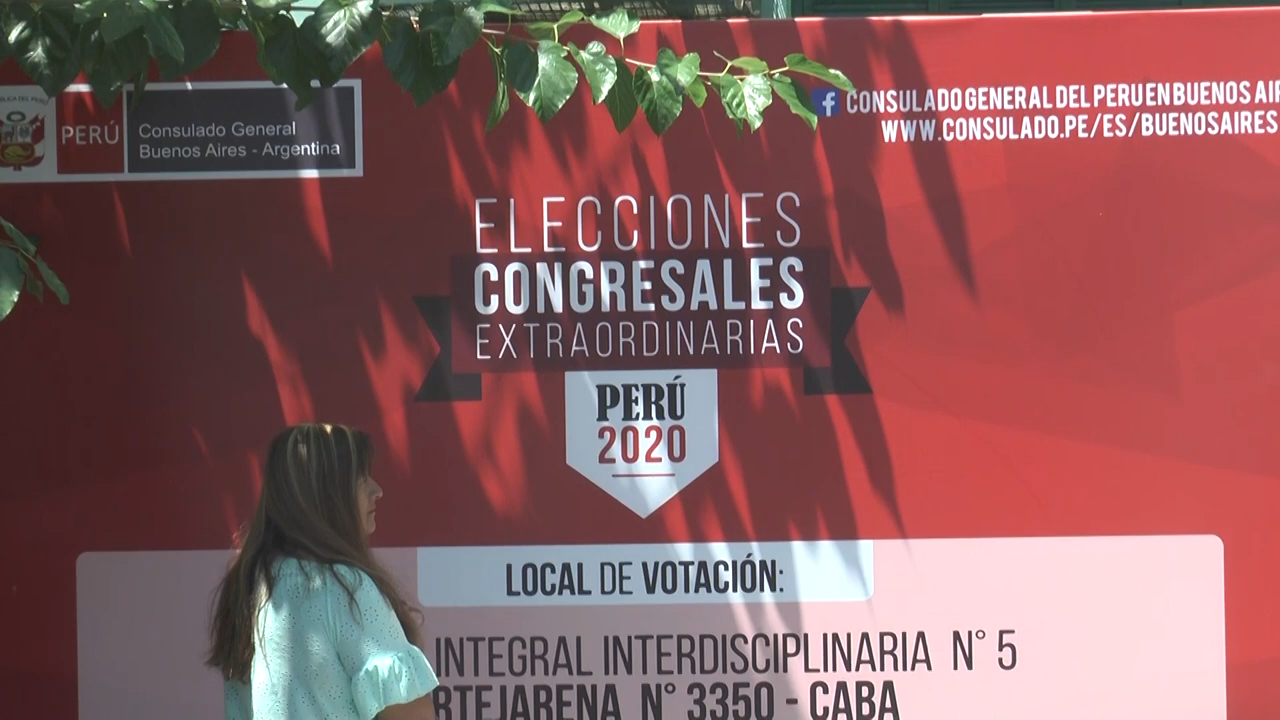 PERÚ
Consulado General
Buenos Aires - Argentina
CONSULADO GENERAL DEL PERU EN BUENOS
WWW.CONSULADO.PE/ES/BUENOSAIRES
ELECCIONES
CONGRESALES
EXTRAORDINARIAS
PERÚ
2020
LOCAL DE VOTACIÓN:
INTEGRAL INTERDISCIPLINARIA N° 5
N° 3350 - CABA